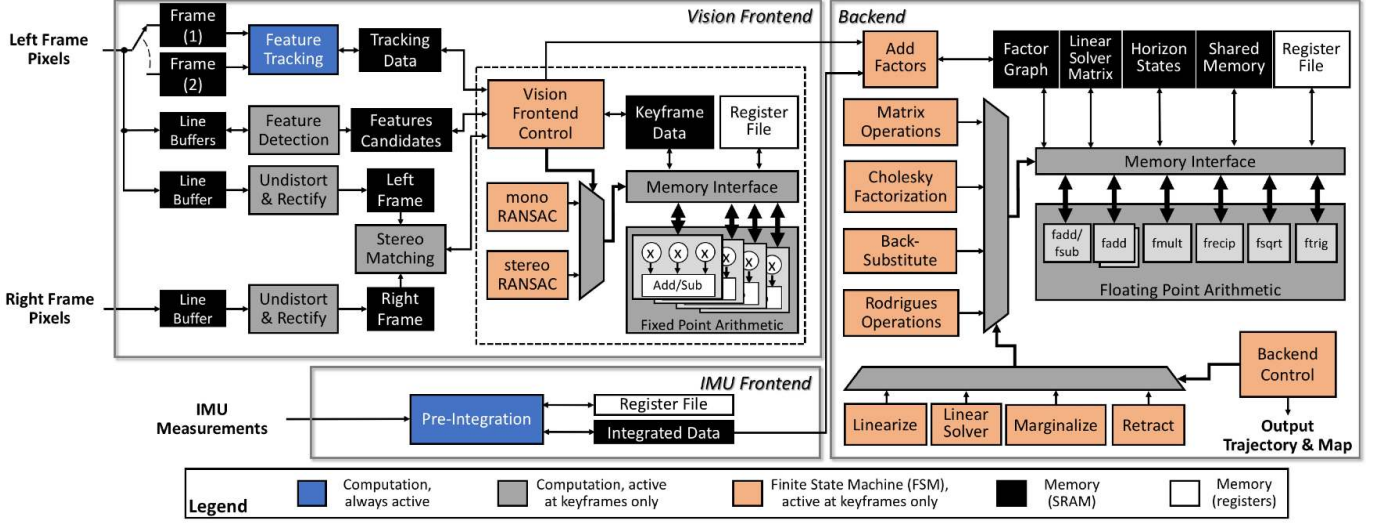 Vision Frontend
Left Frame
Pixels
Frame
(1)
Frame
(2)
Feature
Tracking
Tracking
Data
Line
Buffers
Feature
Detection
Features
Candidates
Line
Buffer
Undistort
& Rectify
Left
Frame
Stereo
Matching
Right Frame
Pixels
Line
Buffer
Undistort
& Rectify
Right
Frame
Vision
Frontend
Control
Keyframe
Data
Register
File
mono
RANSAC
stereo
RANSAC
Memory Interface
X X X X X X
Add/Sub
Fixed Point Arithmetic
IMU Frontend
IMU
Measurements
Pre-Integration
Register File
Integrated Data
Backend
Add
Factors
Factor
Graph
Linear
Solver
Matrix
Horizon
States
Shared
Memory
Register
File
Matrix
Operations
Cholesky
Factorization
Back-
Substitute
Rodrigues
Operations
Memory Interface
fadd/
fsub
fadd
fmult
frecip
fsqrt
ftrig
Floating Point Arithmetic
Backend
Control
Linearize
Linear
Solver
Marginalize
Retract
Output
Trajectory & Map
Legend
Computation,
always active
Computation, active
at keyframes only
Finite State Machine (FSM),
active at keyframes only
Memory
(SRAM)
Memory
(registers)